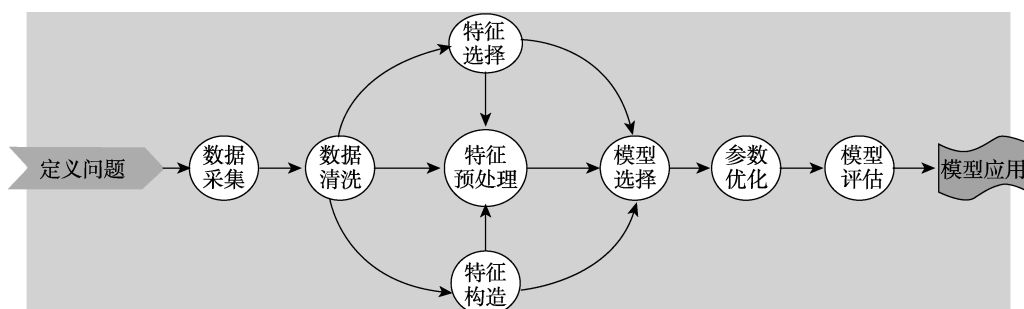 特征
选择
定义问题
数据
采集
数据
清洗
特征
预处理
模型
选择
参数
优化
模型
评估
模型应用
特征
构造